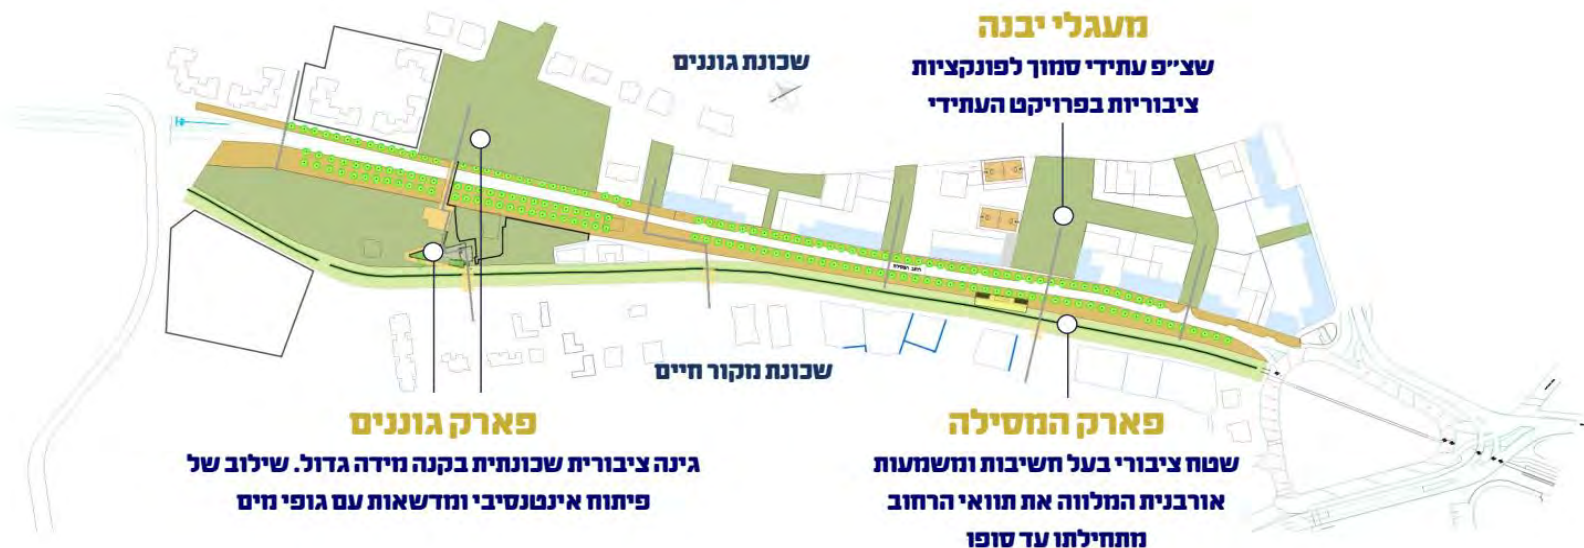 מעגלי יבנה
שצ״פ עתידי סמוך לפונקציות
ציבוריות בפרויקט העתידי
שכונת גוננים
שכונת מקור חיים
פארק גוננים
גינה ציבורית שכונתית בקנה מידה גדול. שילוב של
פיתוח אינטנסיבי ומדשאות עם גופי מים
פארק המסילה
שטח ציבורי בעל חשיבות ומשמעות
אורבנית המלווה את תוואי הרחוב
מתחילתו עד סופו